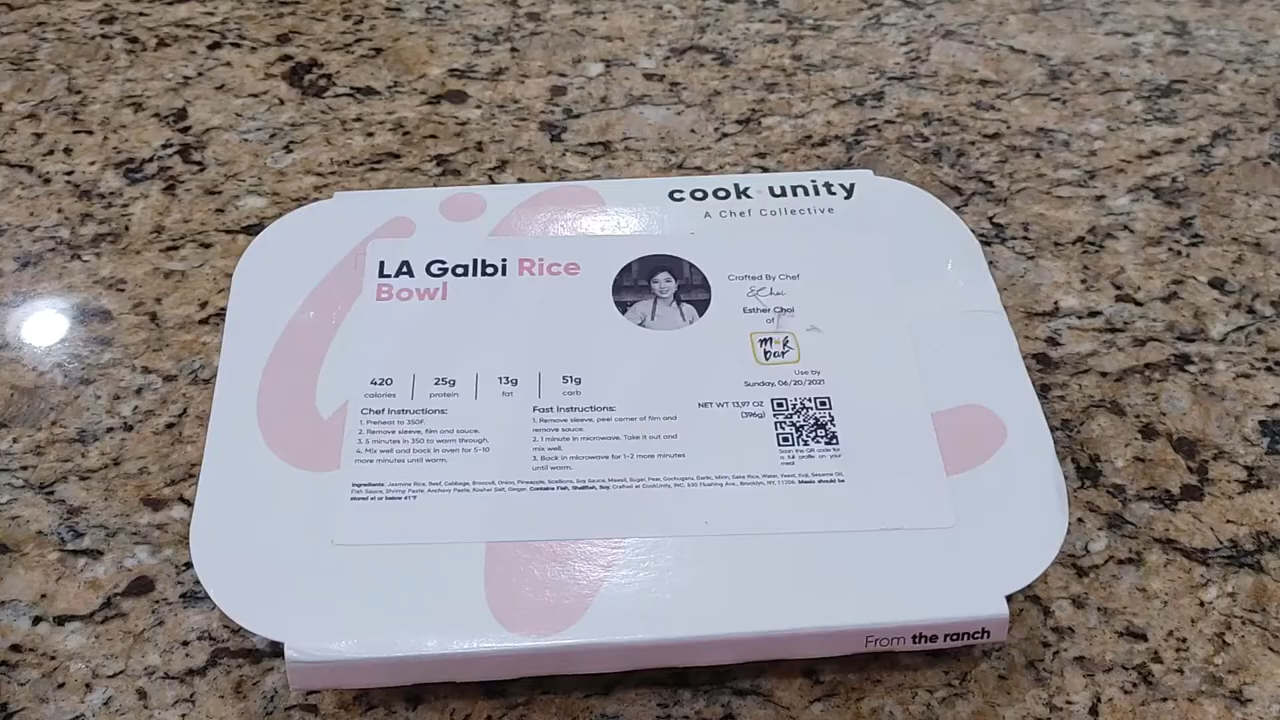 cook unity
A Chef Collective
LA Galbi Rice
Bowl
Crafted By Chef
EChoi
Esther Choi
of
mok
bar
Use by
Sunday, 06/20/2021
420
calories
25g
protein
13g
fat
51g
carb
NET WT 13,97 OZ
(396g)
Chef Instructions:
1. Preheat to 350F.
2. Remove sleeve, film and sauce.
3. 5 minutes in 350 to warm through.
4. Mix well and back in oven for 5-10
more minutes until warm.
Fast Instructions:
1. Remove sleeve, peel corner of film and
remove sauce.
2. 1 minute in microwave. Take it out and
mix well.
3. Back in microwave for 1-2 more minutes
until warm.
Scan the QR code for
a full profile on your
meal
Ingredients: Jasmine Rice, Beef, Cabbage, Broccoli, Onion, Pineapple, Scallions, Soy Sauce, Maesil, Sugar, Pear, Gochugaru, Garlic, Mirin, Sake Rice, Water, Yeast, Koji, Sesame Oil,
Fish Sauce, Shrimp Paste, Anchovy Paste, Kosher Salt, Ginger. Contains Fish, Shellfish, Soy. Crafted at CookUnity, INC. 630 Flushing Ave., Brooklyn, NY, 11206. Meals should be
stored at or below 41°F
From the ranch